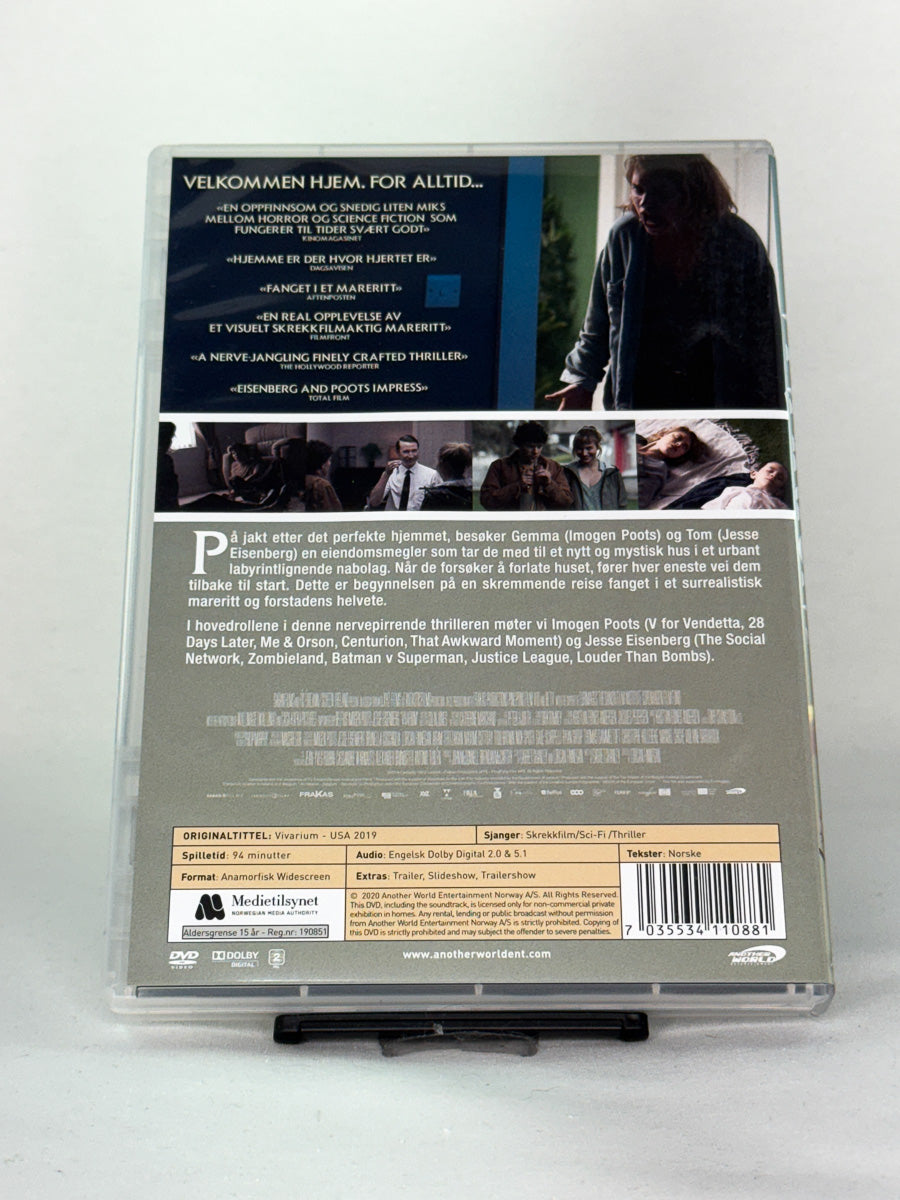 VELKOMMEN HJEM. FOR ALLTID...
«EN OPPFINNSOM OG SNEDIG LITEN MIKS
MELLOM HORROR OG SCIENCE FICTION SOM
FUNGERER TIL TIDER SVÆRT GODT»
KINOMAGASINET
«HJEMME ER DER HVOR HJERTET ER»
DAGSAVISEN
«FANGET I ET MARERITT»
AFTENPOSTEN
«EN REAL OPPLEVELSE AV
ET VISUELT SKREKKFILMAKTIG MARERITT»
FILMFRONT
«A NERVE-JANGLING FINELY CRAFTED THRILLER»
THE HOLLYWOOD REPORTER
«EISENBERG AND POOTS IMPRESS»
TOTAL FILM
På jakt etter det perfekte hjemmet, besøker Gemma (Imogen Poots) og Tom (Jesse
Eisenberg) en eiendomsmegler som tar de med til et nytt og mystisk hus i et urbant
labyrintlignende nabolag. Når de forsøker å forlate huset, fører hver eneste vei dem
tilbake til start. Dette er begynnelsen på en skremmende reise fanget i et surrealistisk
mareritt og forstadens helvete.
I hovedrollene i denne nervepirrende thrilleren møter vi Imogen Poots (V for Vendetta, 28
Days Later, Me & Orson, Centurion, That Awkward Moment) og Jesse Eisenberg (The Social
Network, Zombieland, Batman v Superman, Justice League, Louder Than Bombs).
FRAKAS
ORIGINALTITTEL: Vivarium - USA 2019
Sjanger: Skrekkfilm/Sci-Fi /Thriller
Spilletid: 94 minutter
Audio: Engelsk Dolby Digital 2.0 & 5.1
Tekster: Norske
Format: Anamorfisk Widescreen
Extras: Trailer, Slideshow, Trailershow
Medietilsynet
NORWEGIAN MEDIA AUTHORITY
Aldersgrense 15 år - Reg.nr: 190851
© 2020 Another World Entertainment Norway A/S. All Rights Reserved.
This DVD, including the soundtrack, is licensed only for non-commercial private
exhibition in homes. Any rental, lending or public broadcast without permission
from Another World Entertainment Norway A/S is strictly prohibited. Copying of
this DVD is strictly prohibited and may subject the offender to severe penalties.
7 035534 110881
DVD
VIDEO
DOLBY
DIGITAL
2
www.anotherworldent.com
ANOTHER
WORLD
ENTERTAINMENT